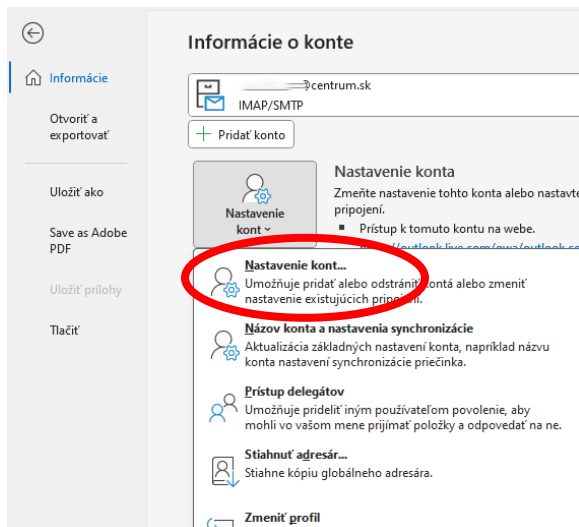 Informácie o konte
Informácie
@centrum.sk
IMAP/SMTP
Otvoriť a
exportovať
Pridať konto
Uložiť ako
Save as Adobe
PDF
Uložiť prílohy
Tlačiť
Nastavenie
kont
Nastavenie konta
Zmeňte nastavenie tohto konta alebo nastavte
pripojení.
Prístup k tomuto kontu na webe.
Nastavenie kont...
Umožňuje pridať alebo odstrániť kontá alebo zmeniť
nastavenie existujúcich pripojení.
Názov konta a nastavenia synchronizácie
Aktualizácia základných nastavení konta, napríklad názvu
konta nastavení synchronizácie priečinka.
Prístup delegátov
Umožňuje prideliť iným používateľom povolenie, aby
mohli vo vašom mene prijímať položky a odpovedať na ne.
Stiahnuť adresár...
Stiahne kópiu globálneho adresára.
Zmeniť profil